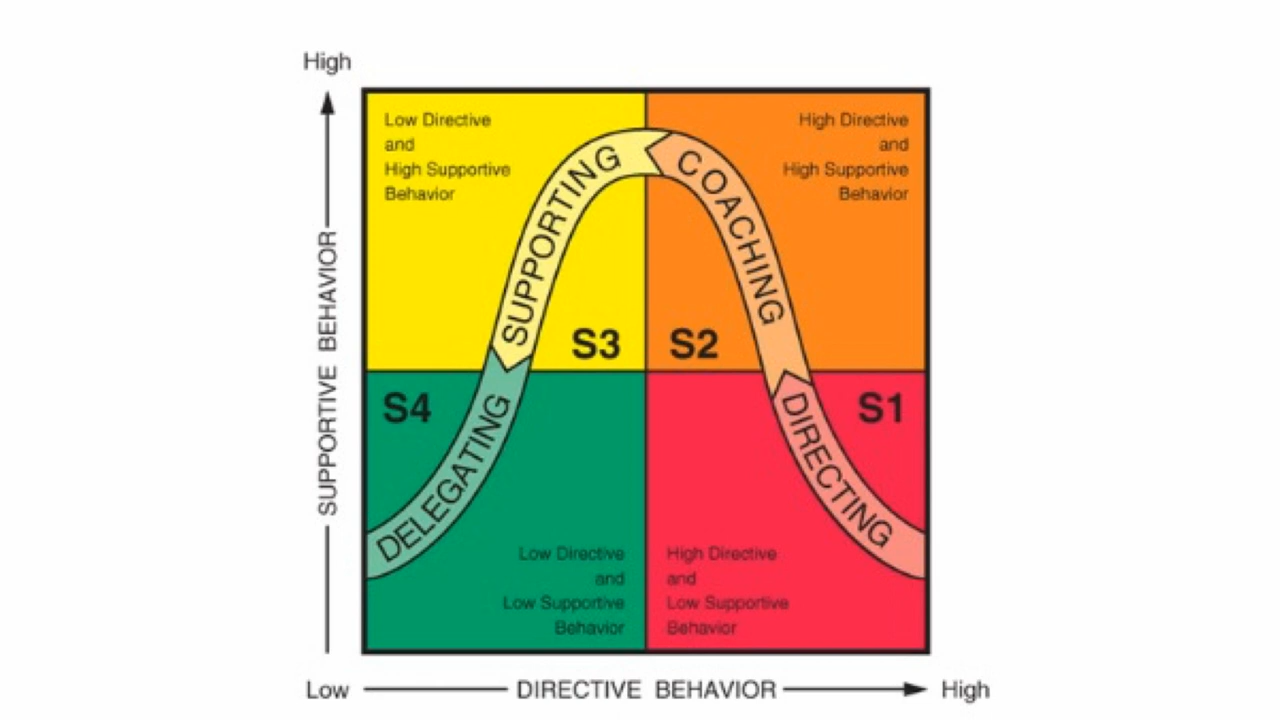 High
Low Directive
and
High Supportive
Behavior
High Directive
and
High Supportive
Behavior
SUPPORTING
COACHING
SUPPORTIVE BEHAVIOR
S3
S2
S4
S1
DELEGATING
DIRECTING
Low Directive
and
Low Supportive
Behavior
High Directive
and
Low Supportive
Behavior
Low
DIRECTIVE BEHAVIOR
High